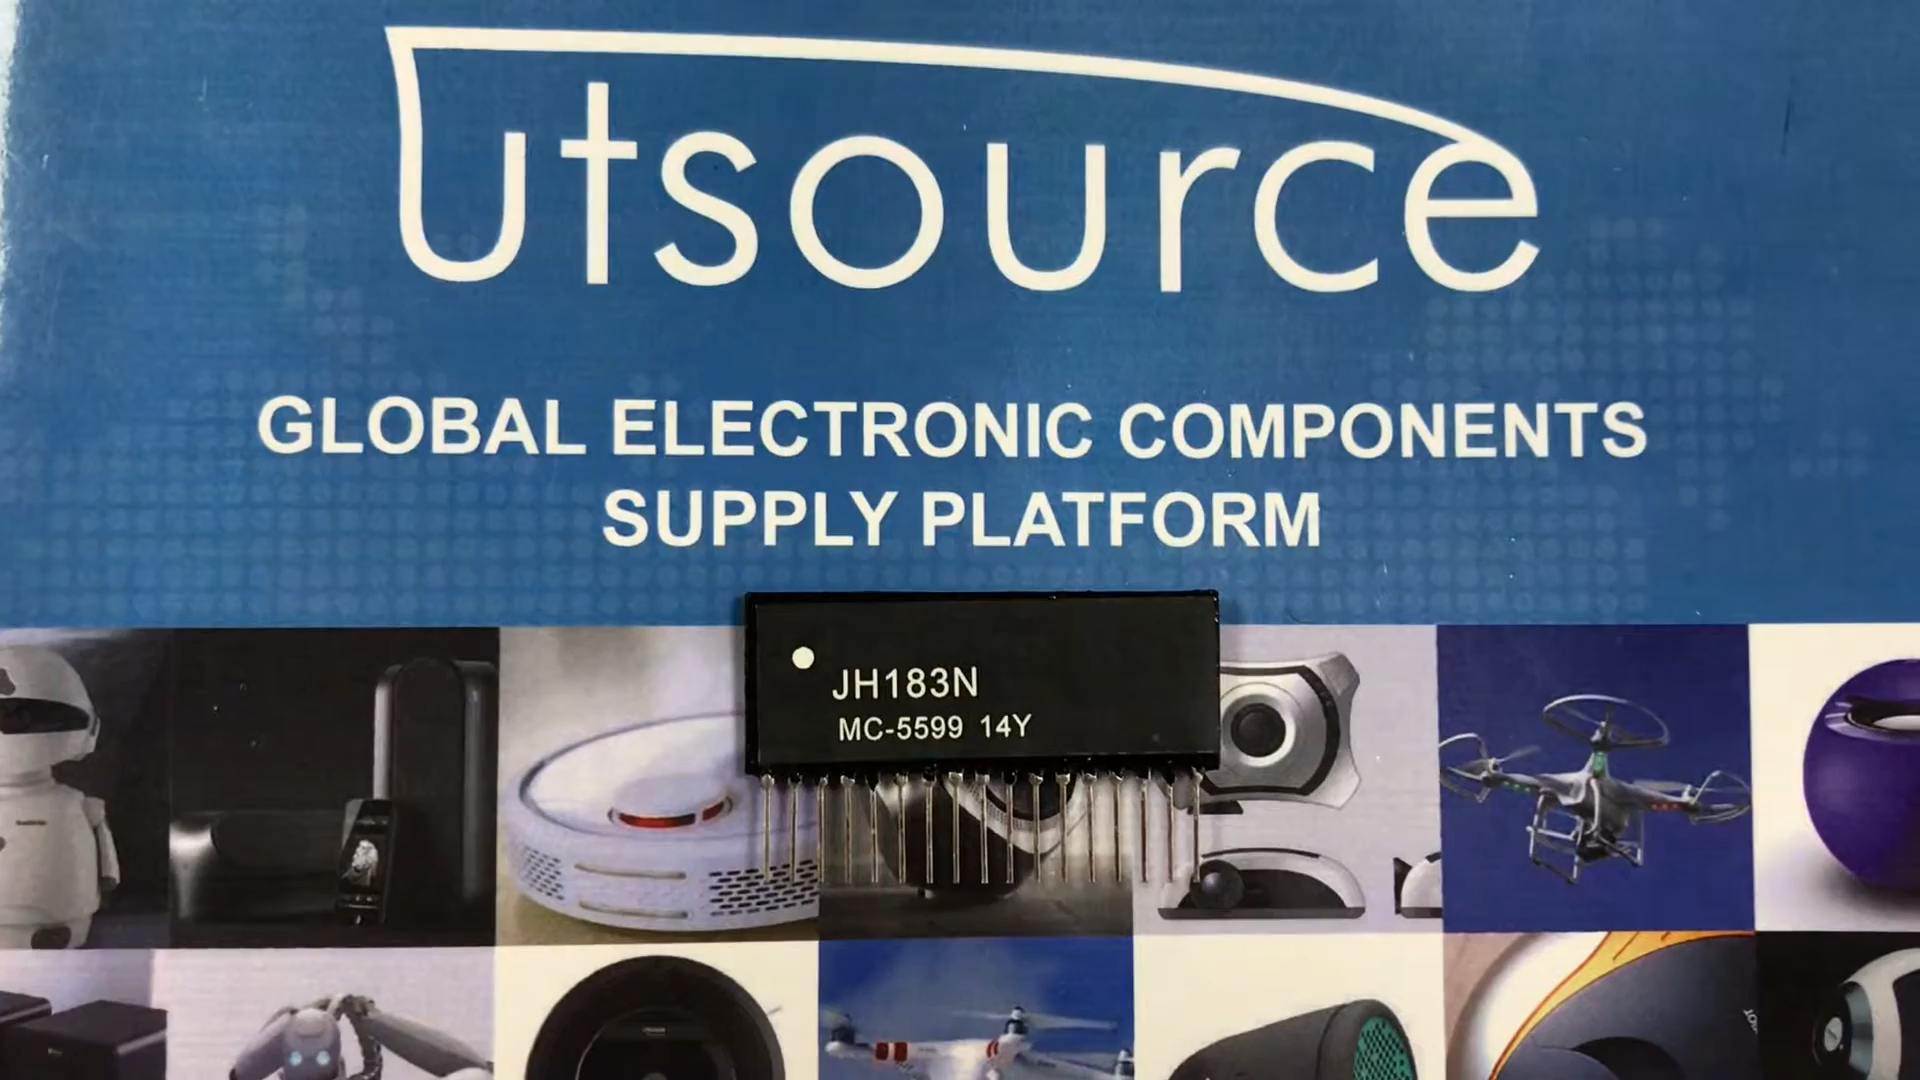 utsource
GLOBAL ELECTRONIC COMPONENTS
SUPPLY PLATFORM
JH183N
MC-5599 14Y